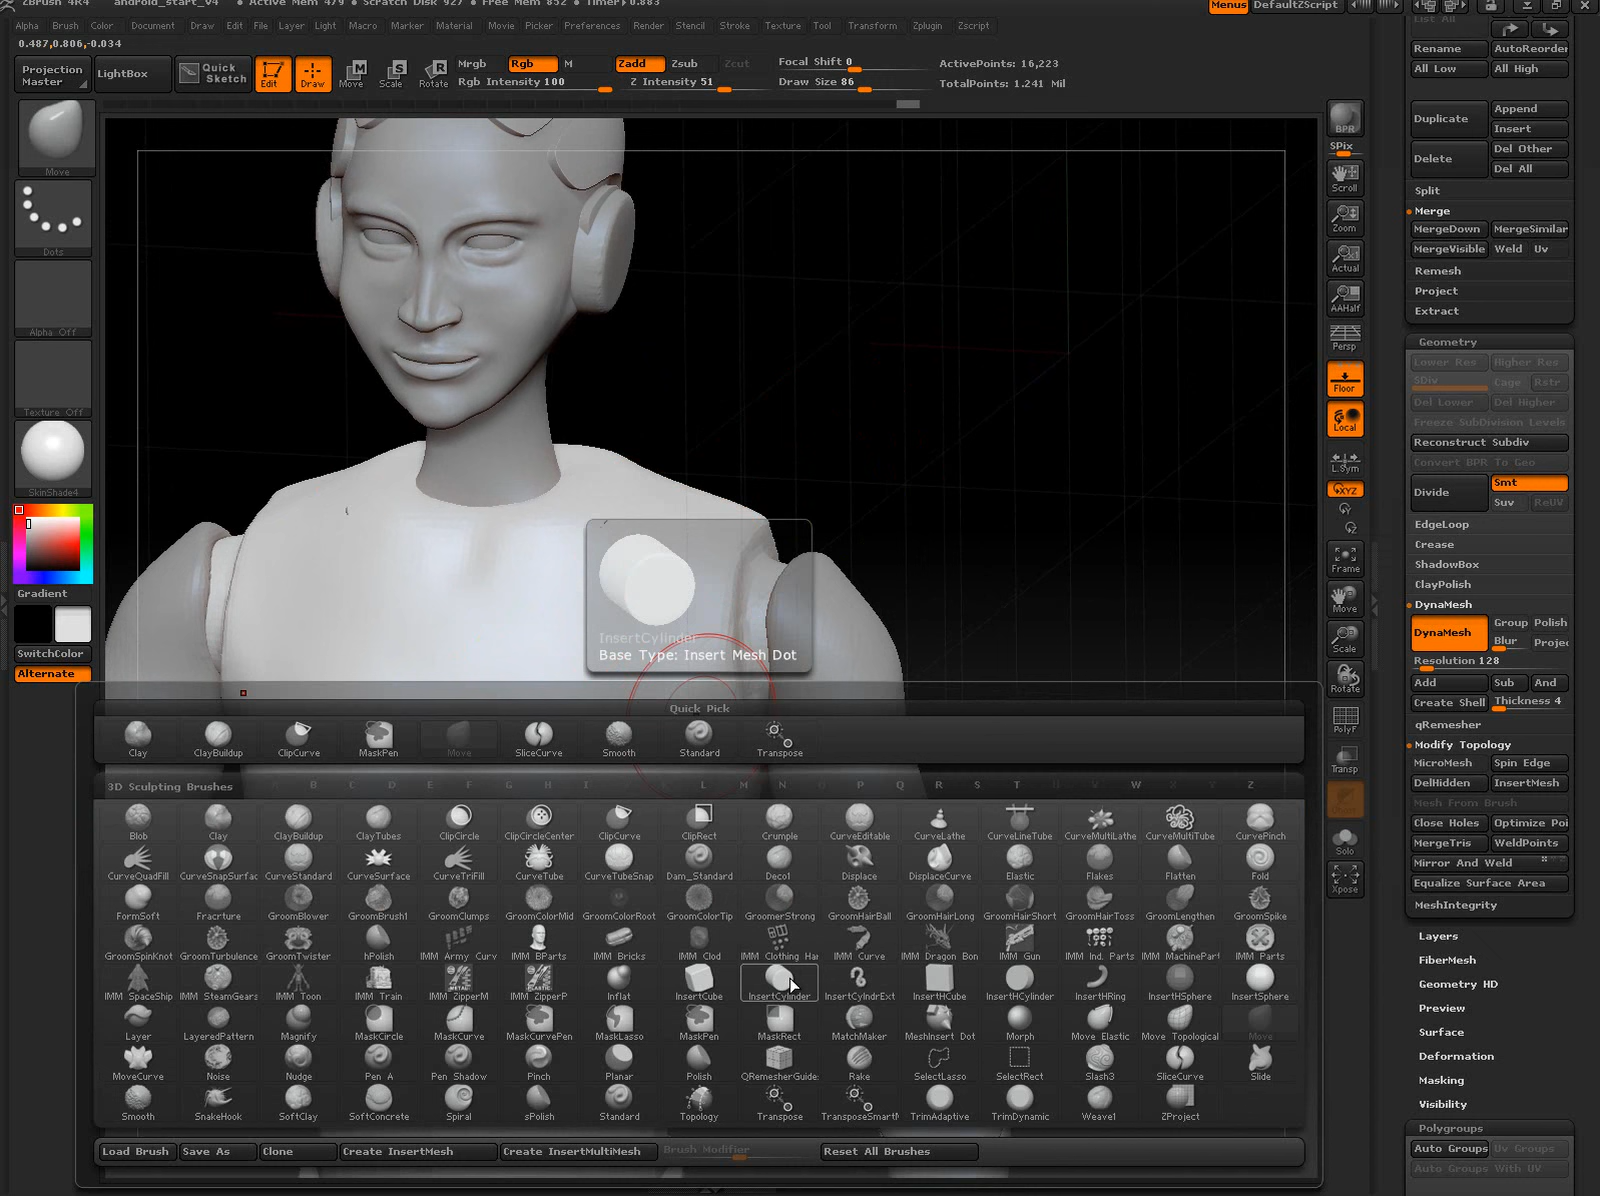 ZBrush 4R4 android_start_v4 • Active Mem 479 • Scratch Disk 927 • Free Mem 852 • Timer▸0.883 Menus DefaultZScript
Alpha Brush Color Document Draw Edit File Layer Light Macro Marker Material Movie Picker Preferences Render Stencil Stroke Texture Tool Transform Zplugin Zscript
0.487,0.806,-0.034
Projection Master
LightBox
Quick Sketch
Edit Draw Move Scale Rotate
Mrgb Rgb M
Rgb Intensity 100
Zadd Zsub Zcut
Z Intensity 51
Focal Shift 0
Draw Size 86
ActivePoints: 16,223
TotalPoints: 1.241 Mil
Move
Dots
Alpha Off
Texture Off
SkinShade4
Gradient
SwitchColor
Alternate
InsertCylinder
Base Type: Insert Mesh Dot
Quick Pick
Clay ClayBuildup ClipCurve MaskPen Move SliceCurve Smooth Standard Transpose
3D Sculpting Brushes A B C D E F G H I K L M N O P Q R S T V W X Y Z
Blob Clay ClayBuildup ClayTubes ClipCircle ClipCircleCenter ClipCurve ClipRect Crumple CurveEditable CurveLathe CurveLineTube CurveMultiLathe CurveMultiTube CurvePinch
CurveQuadFill CurveSnapSurfac CurveStandard CurveSurface CurveTriFill CurveTube CurveTubeSnap Dam_Standard Deco1 Displace DisplaceCurve Elastic Flakes Flatten Fold
FormSoft Fracrture GroomBlower GroomBrush1 GroomClumps GroomColorMid GroomColorRoot GroomColorTip GroomerStrong GroomHairBall GroomHairLong GroomHairShort GroomHairToss GroomLengthen GroomSpike
GroomSpinKnot GroomTurbulence GroomTwister hPolish IMM Army Curv IMM BParts IMM Bricks IMM Clod IMM Clothing Har IMM Curve IMM Dragon Bon IMM Gun IMM Ind. Parts IMM MachinePart IMM Parts
IMM SpaceShip IMM SteamGears IMM Toon IMM Train IMM ZipperM IMM ZipperP Inflat InsertCube InsertCylinder InsertCylndrExt InsertHCube InsertHCylinder InsertHRing InsertHSphere InsertSphere
Layer LayeredPattern Magnify MaskCircle MaskCurve MaskCurvePen MaskLasso MaskPen MaskRect MatchMaker MeshInsert Dot Morph Move Elastic Move Topological Move
MoveCurve Noise Nudge Pen A Pen Shadow Pinch Planar Polish QRemesherGuide: Rake SelectLasso SelectRect Slash3 SliceCurve Slide
Smooth SnakeHook SoftClay SoftConcrete Spiral sPolish Standard Topology Transpose TransposeSmartM TrimAdaptive TrimDynamic Weave1 ZProject
Load Brush Save As Clone Create InsertMesh Create InsertMultiMesh Brush Modifier Reset All Brushes
BPR
SPix
Scroll
Zoom
Actual
AAHalf
Persp
Floor
Local
L.Sym
XYZ
Frame
Move
Scale
Rotate
PolyF
Transp
Solo
Xpose
List All
Rename AutoReorder
All Low All High
Duplicate Append
Insert
Delete Del Other
Del All
Split
Merge
MergeDown MergeSimilar
MergeVisible Weld Uv
Remesh
Project
Extract
Geometry
Lower Res Higher Res
SDiv Cage Rstr
Del Lower Del Higher
Freeze SubDivision Levels
Reconstruct Subdiv
Convert BPR To Geo
Divide Smt
Suv ReUV
EdgeLoop
Crease
ShadowBox
ClayPolish
DynaMesh
DynaMesh Group Polish
Blur Projec
Resolution 128
Add Sub And
Create Shell Thickness 4
qRemesher
Modify Topology
MicroMesh Spin Edge
DelHidden InsertMesh
Mesh From Brush
Close Holes Optimize Poi
MergeTris WeldPoints
Mirror And Weld
Equalize Surface Area
MeshIntegrity
Layers
FiberMesh
Geometry HD
Preview
Surface
Deformation
Masking
Visibility
Polygroups
Auto Groups Uv Groups
Auto Groups With UV